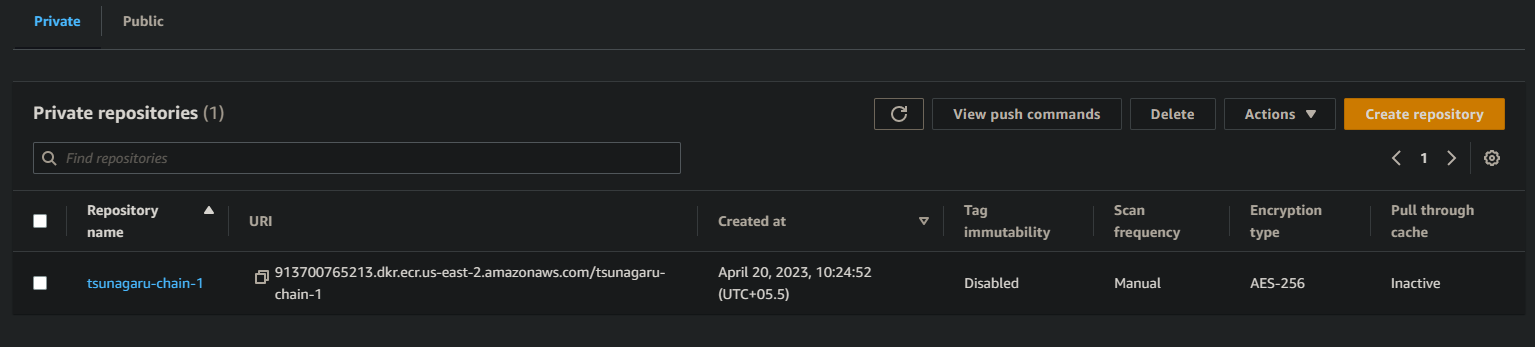 Private Public
Private repositories (1)
View push commands Delete Actions Create repository
Find repositories
1
Repository name URI Created at Tag immutability Scan frequency Encryption type Pull through cache
tsunagaru-chain-1 913700765213.dkr.ecr.us-east-2.amazonaws.com/tsunagaru-
chain-1 April 20, 2023, 10:24:52
(UTC+05.5) Disabled Manual AES-256 Inactive